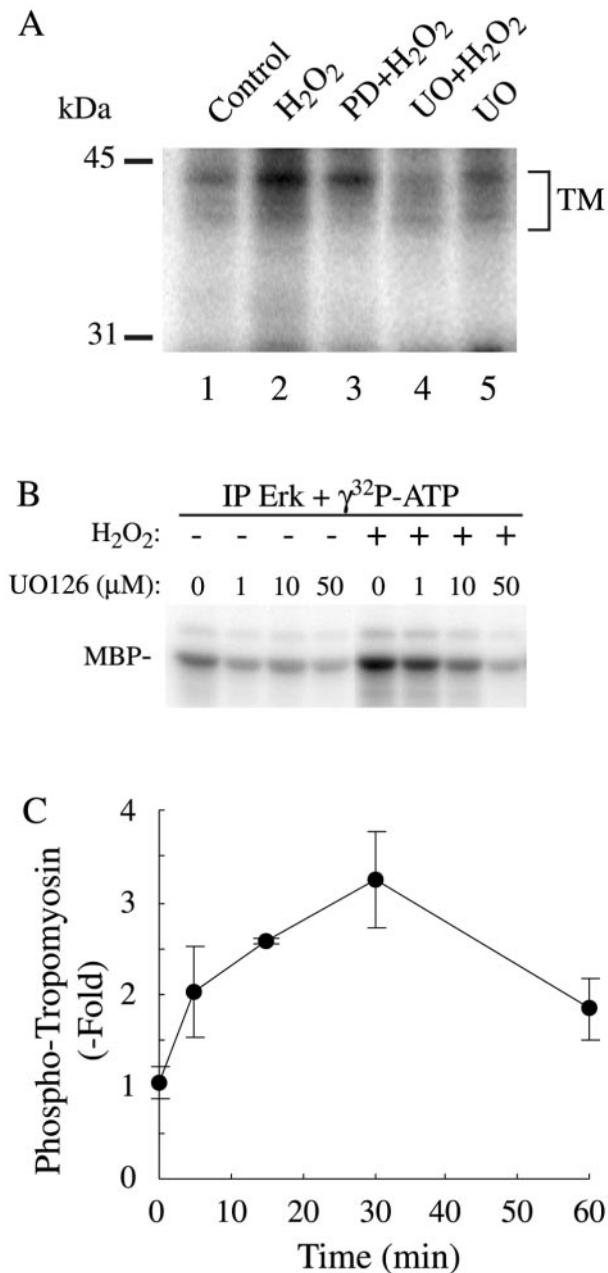 A
kDa
Control
H₂O₂
PD+H₂O₂
UO+H₂O₂
UO
45
TM
31
1 2 3 4 5
B
IP Erk + γ³²P-ATP
H₂O₂: - - - - + + + +
UO126 (μM): 0 1 10 50 0 1 10 50
MBP-
C
Phospho-Tropomyosin
(-Fold)
4
3
2
1
0
0 10 20 30 40 50 60
Time (min)